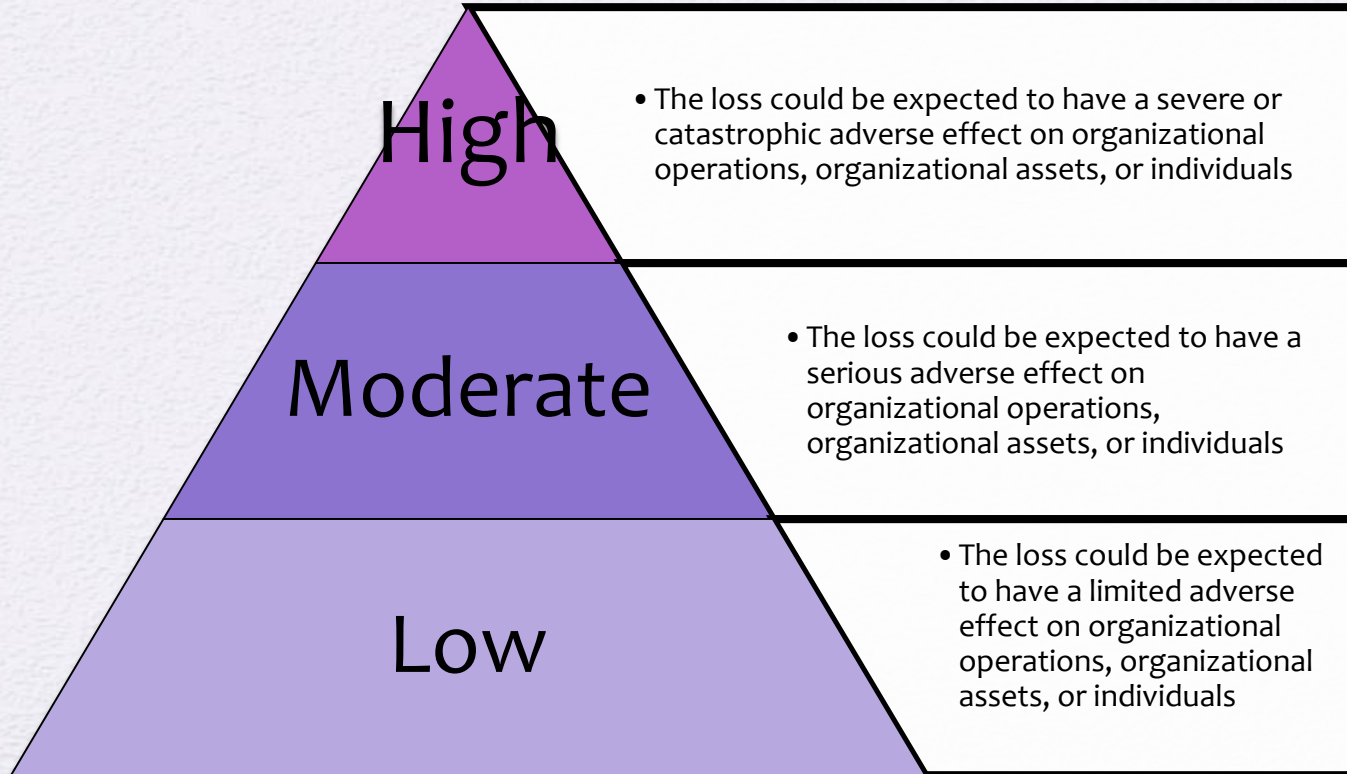 High
• The loss could be expected to have a severe or
catastrophic adverse effect on organizational
operations, organizational assets, or individuals
Moderate
• The loss could be expected to have a
serious adverse effect on
organizational operations,
organizational assets, or individuals
Low
• The loss could be expected
to have a limited adverse
effect on organizational
operations, organizational
assets, or individuals